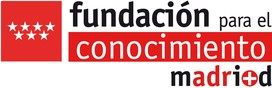 fundación para el
conocimiento
madri+d